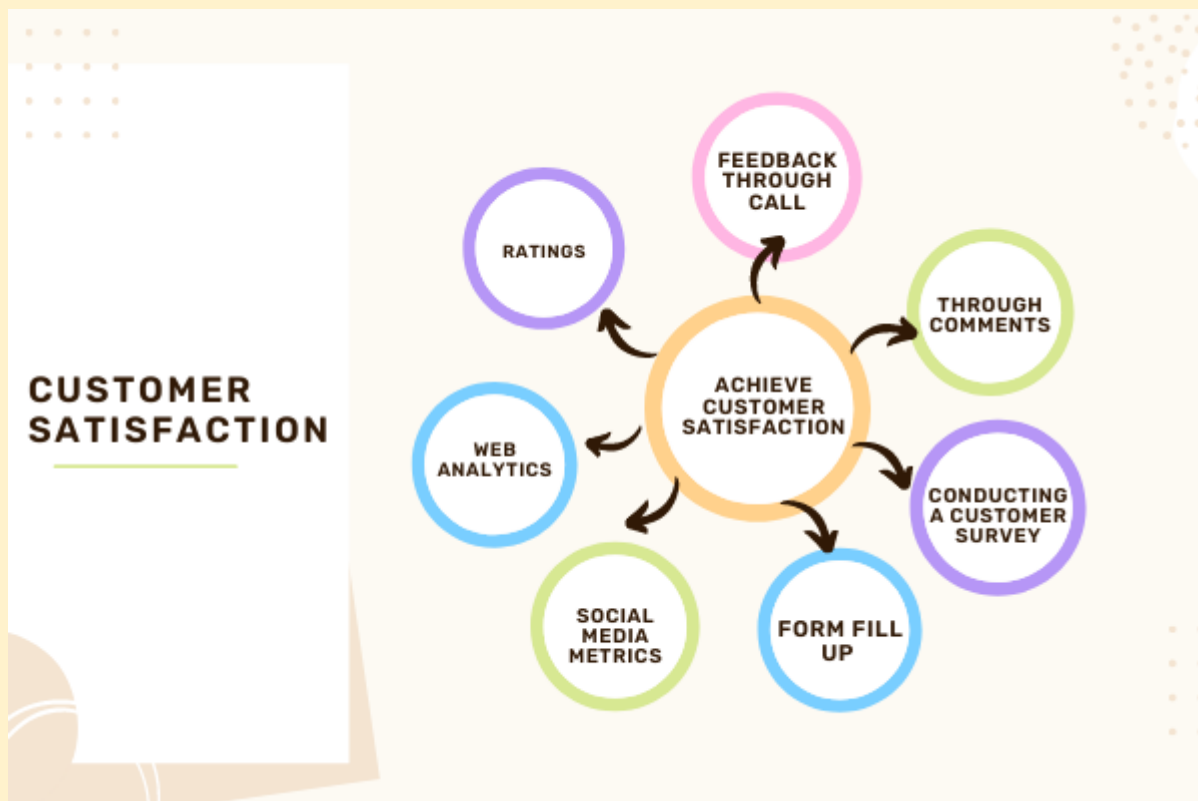 CUSTOMER
SATISFACTION
FEEDBACK
THROUGH
CALL
RATINGS
THROUGH
COMMENTS
ACHIEVE
CUSTOMER
SATISFACTION
WEB
ANALYTICS
CONDUCTING
A CUSTOMER
SURVEY
SOCIAL
MEDIA
METRICS
FORM FILL
UP